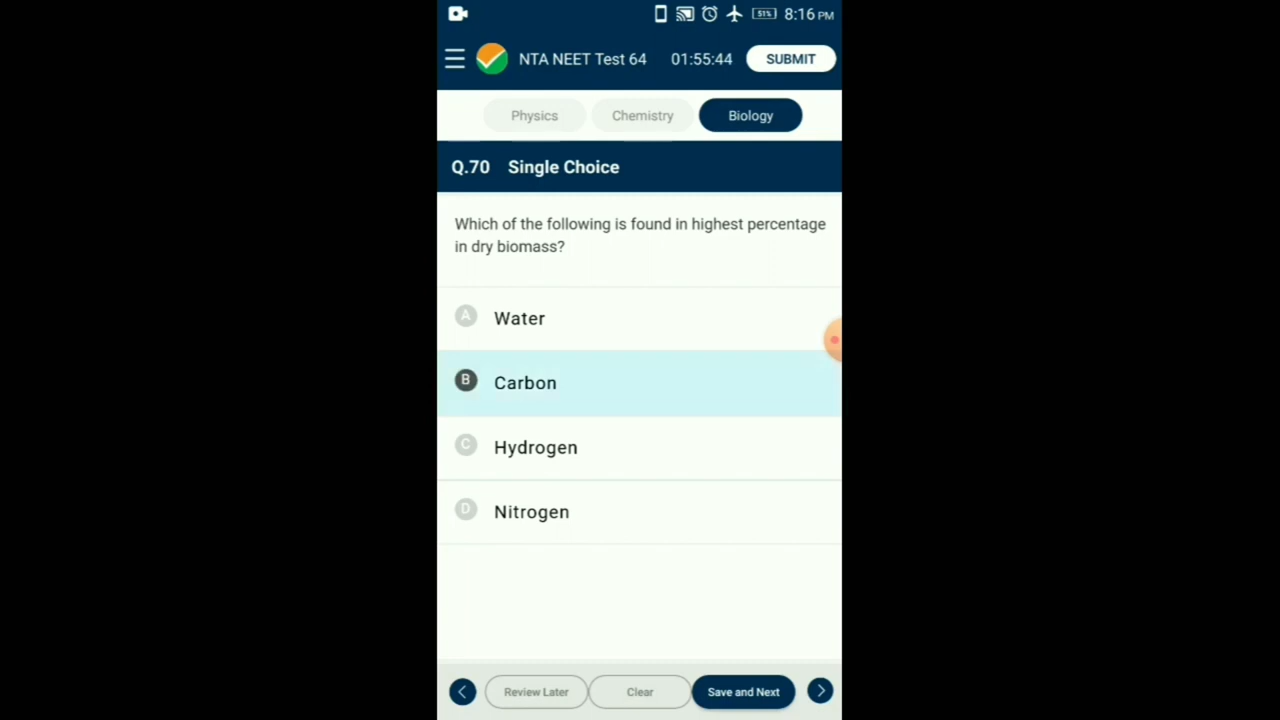 51% 8:16 PM
NTA NEET Test 64 01:55:44 SUBMIT
Physics Chemistry Biology
Q.70 Single Choice
Which of the following is found in highest percentage
in dry biomass?
A Water
B Carbon
C Hydrogen
D Nitrogen
Review Later Clear Save and Next